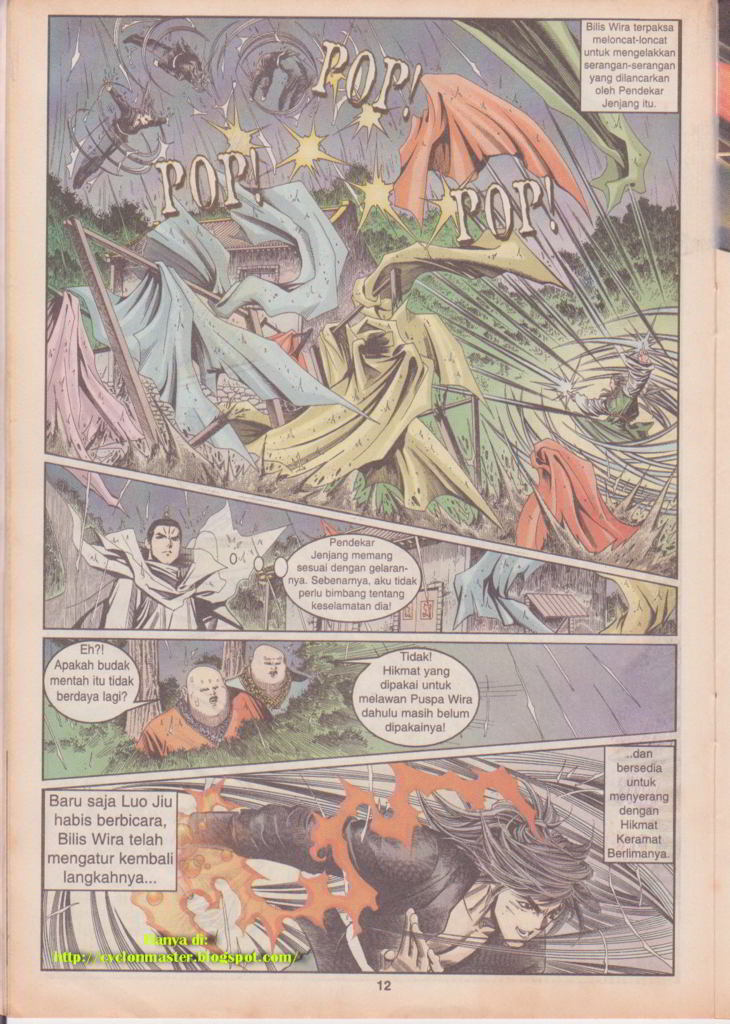 Bilis Wira terpaksa
meloncat-loncat
untuk mengelakkan
serangan-serangan
yang dilancarkan
oleh Pendekar
Jenjang itu.
POP!
POP!
POP!
POP!
Pendekar
Jenjang memang
sesuai dengan gelaran-
nya. Sebenarnya, aku tidak
perlu bimbang tentang
keselamatan dia!
Eh?!
Apakah budak
mentah itu tidak
berdaya lagi?
Tidak!
Hikmat yang
dipakai untuk
melawan Puspa Wira
dahulu masih belum
dipakainya!
Baru saja Luo Jiu
habis berbicara,
Bilis Wira telah
mengatur kembali
langkahnya...
..dan
bersedia
untuk
menyerang
dengan
Hikmat
Keramat
Berlimanya.
Hanya di:
http://cyclonmaster.blogspot.com/
12